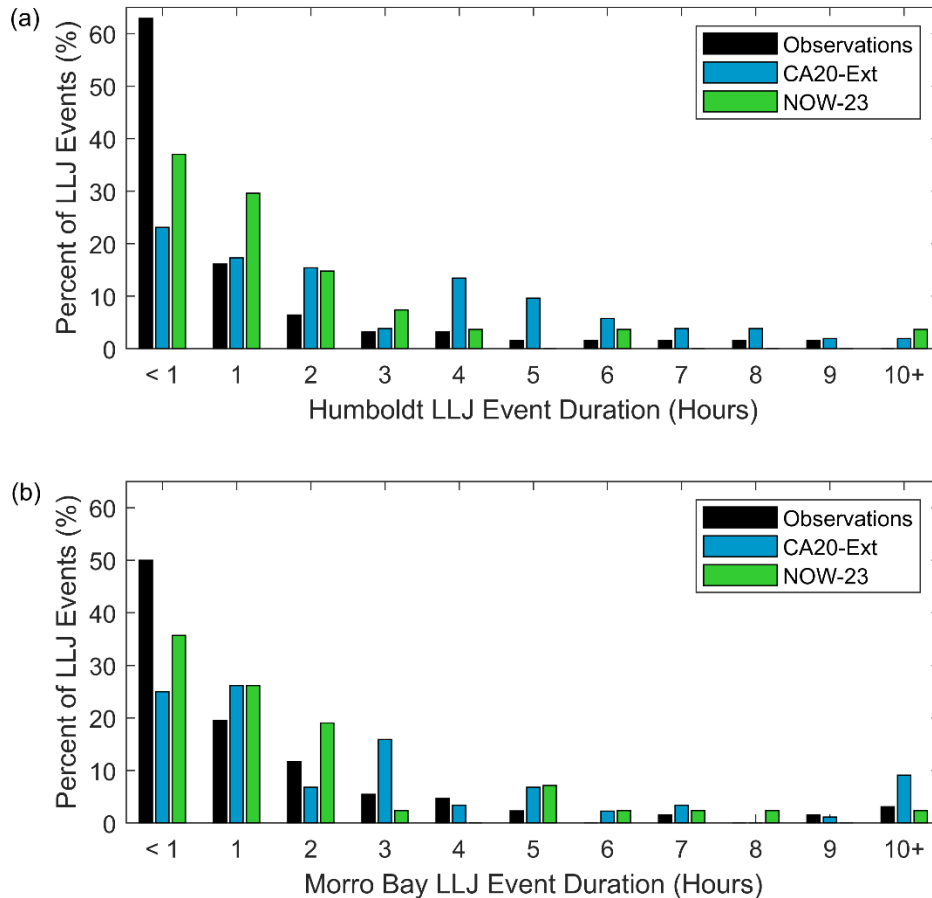 (a)
Percent of LLJ Events (%)
60
50
40
30
20
10
0
Observations
CA20-Ext
NOW-23
< 1 1 2 3 4 5 6 7 8 9 10+
Humboldt LLJ Event Duration (Hours)
(b)
Percent of LLJ Events (%)
60
50
40
30
20
10
0
Observations
CA20-Ext
NOW-23
< 1 1 2 3 4 5 6 7 8 9 10+
Morro Bay LLJ Event Duration (Hours)